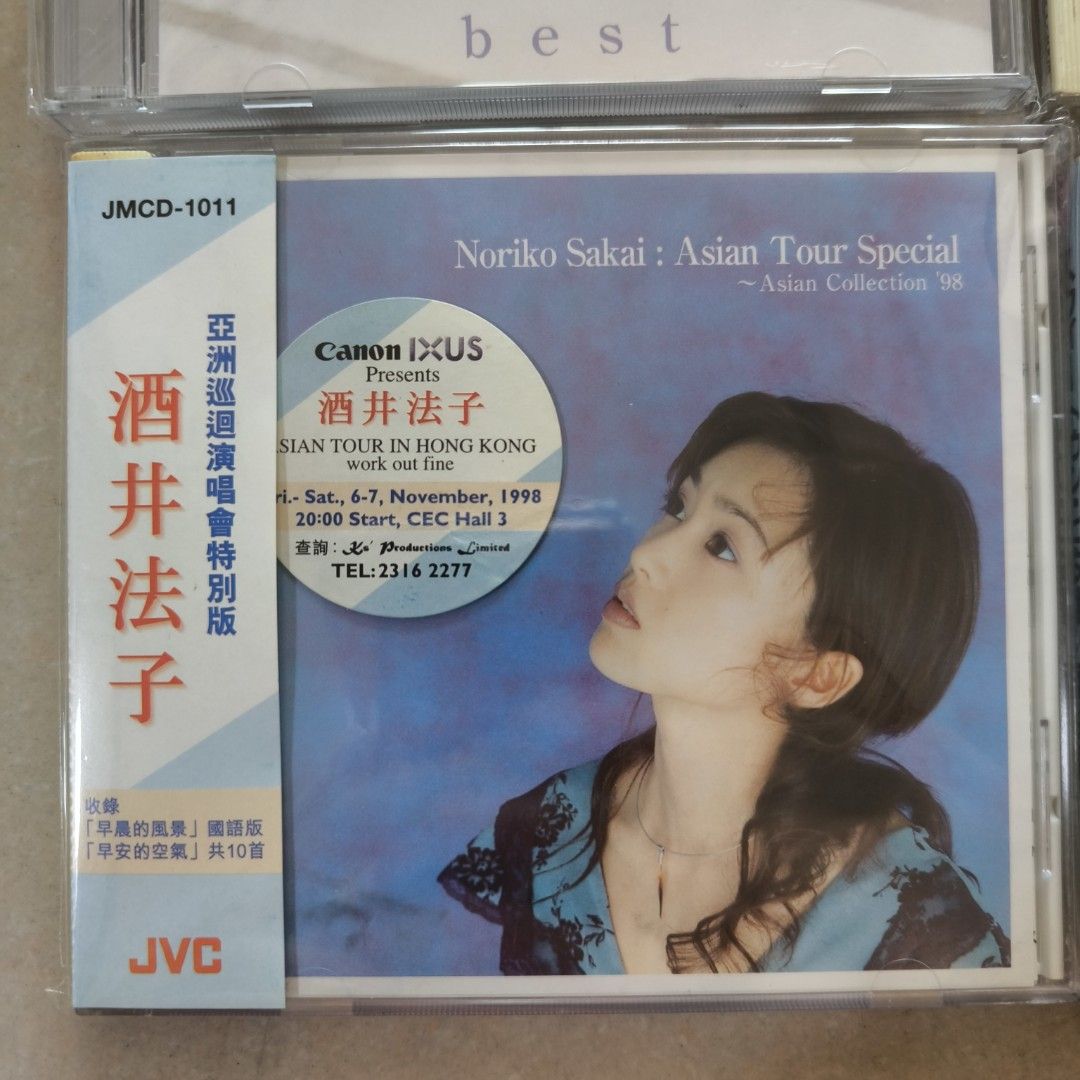 best
JMCD-1011
亞洲巡迴演唱會特別版
酒井法子
收錄
「早晨的風景」國語版
「早安的空氣」共10首
JVC
Noriko Sakai : Asian Tour Special
~Asian Collection '98
Canon IXUS
Presents
酒井法子
ASIAN TOUR IN HONG KONG
work out fine
ri.- Sat., 6-7, November, 1998
20:00 Start, CEC Hall 3
查詢 : Ks' Productions Limited
TEL:2316 2277